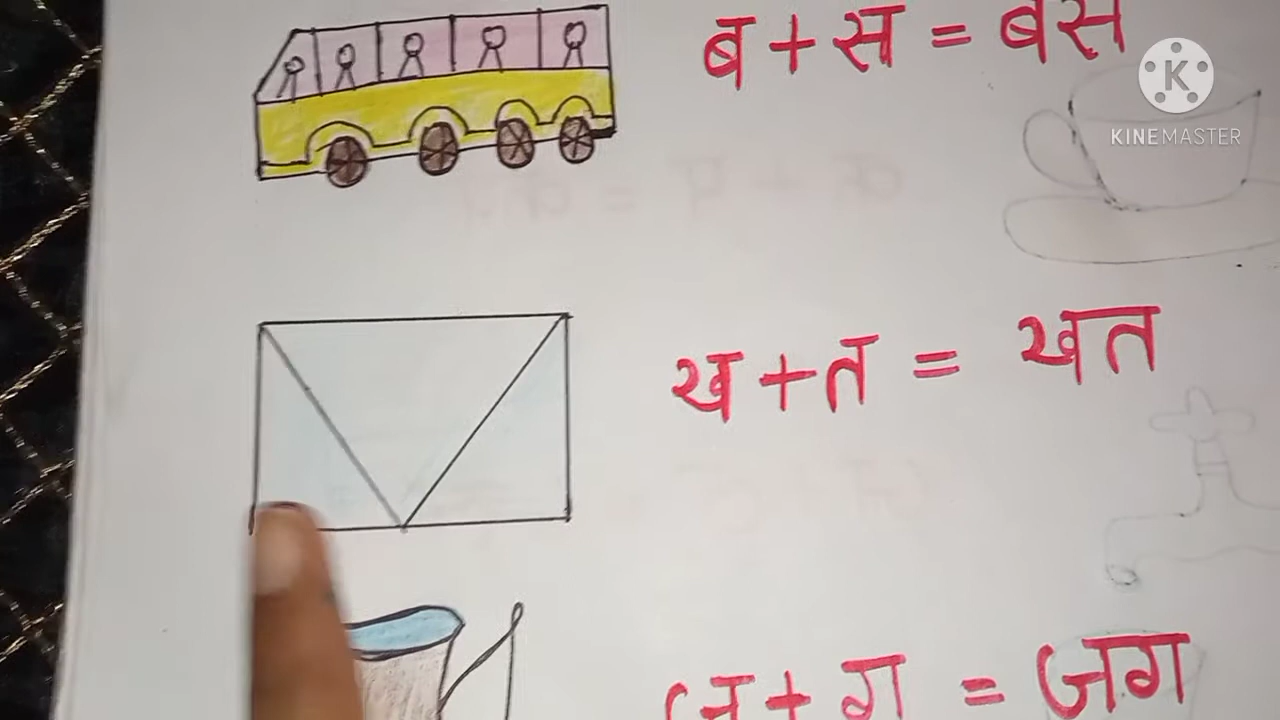 ब + स = बस
K
KINEMASTER
ख + त = खत
ज + ग = जग